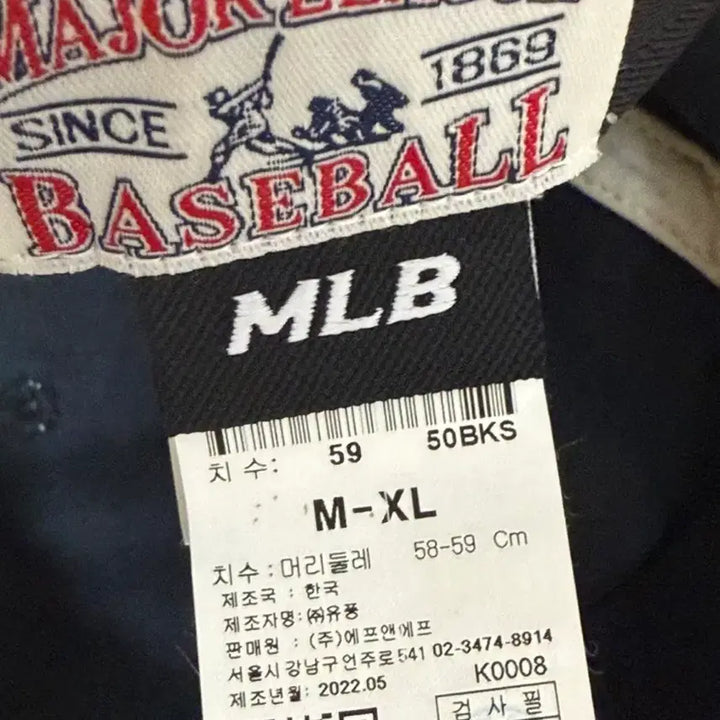 MAJOR LEAGUE
SINCE 1869
BASEBALL
MLB
59 50BKS
치 수:
M-XL
치수 : 머리둘레 58-59 Cm
제조국 : 한국
제조자명: ㈜유풍
판매원 : (주)에프앤에프
서울시강남구언주로541 02-3474-8914
제조년월: 2022.05 K0008
검 사 필